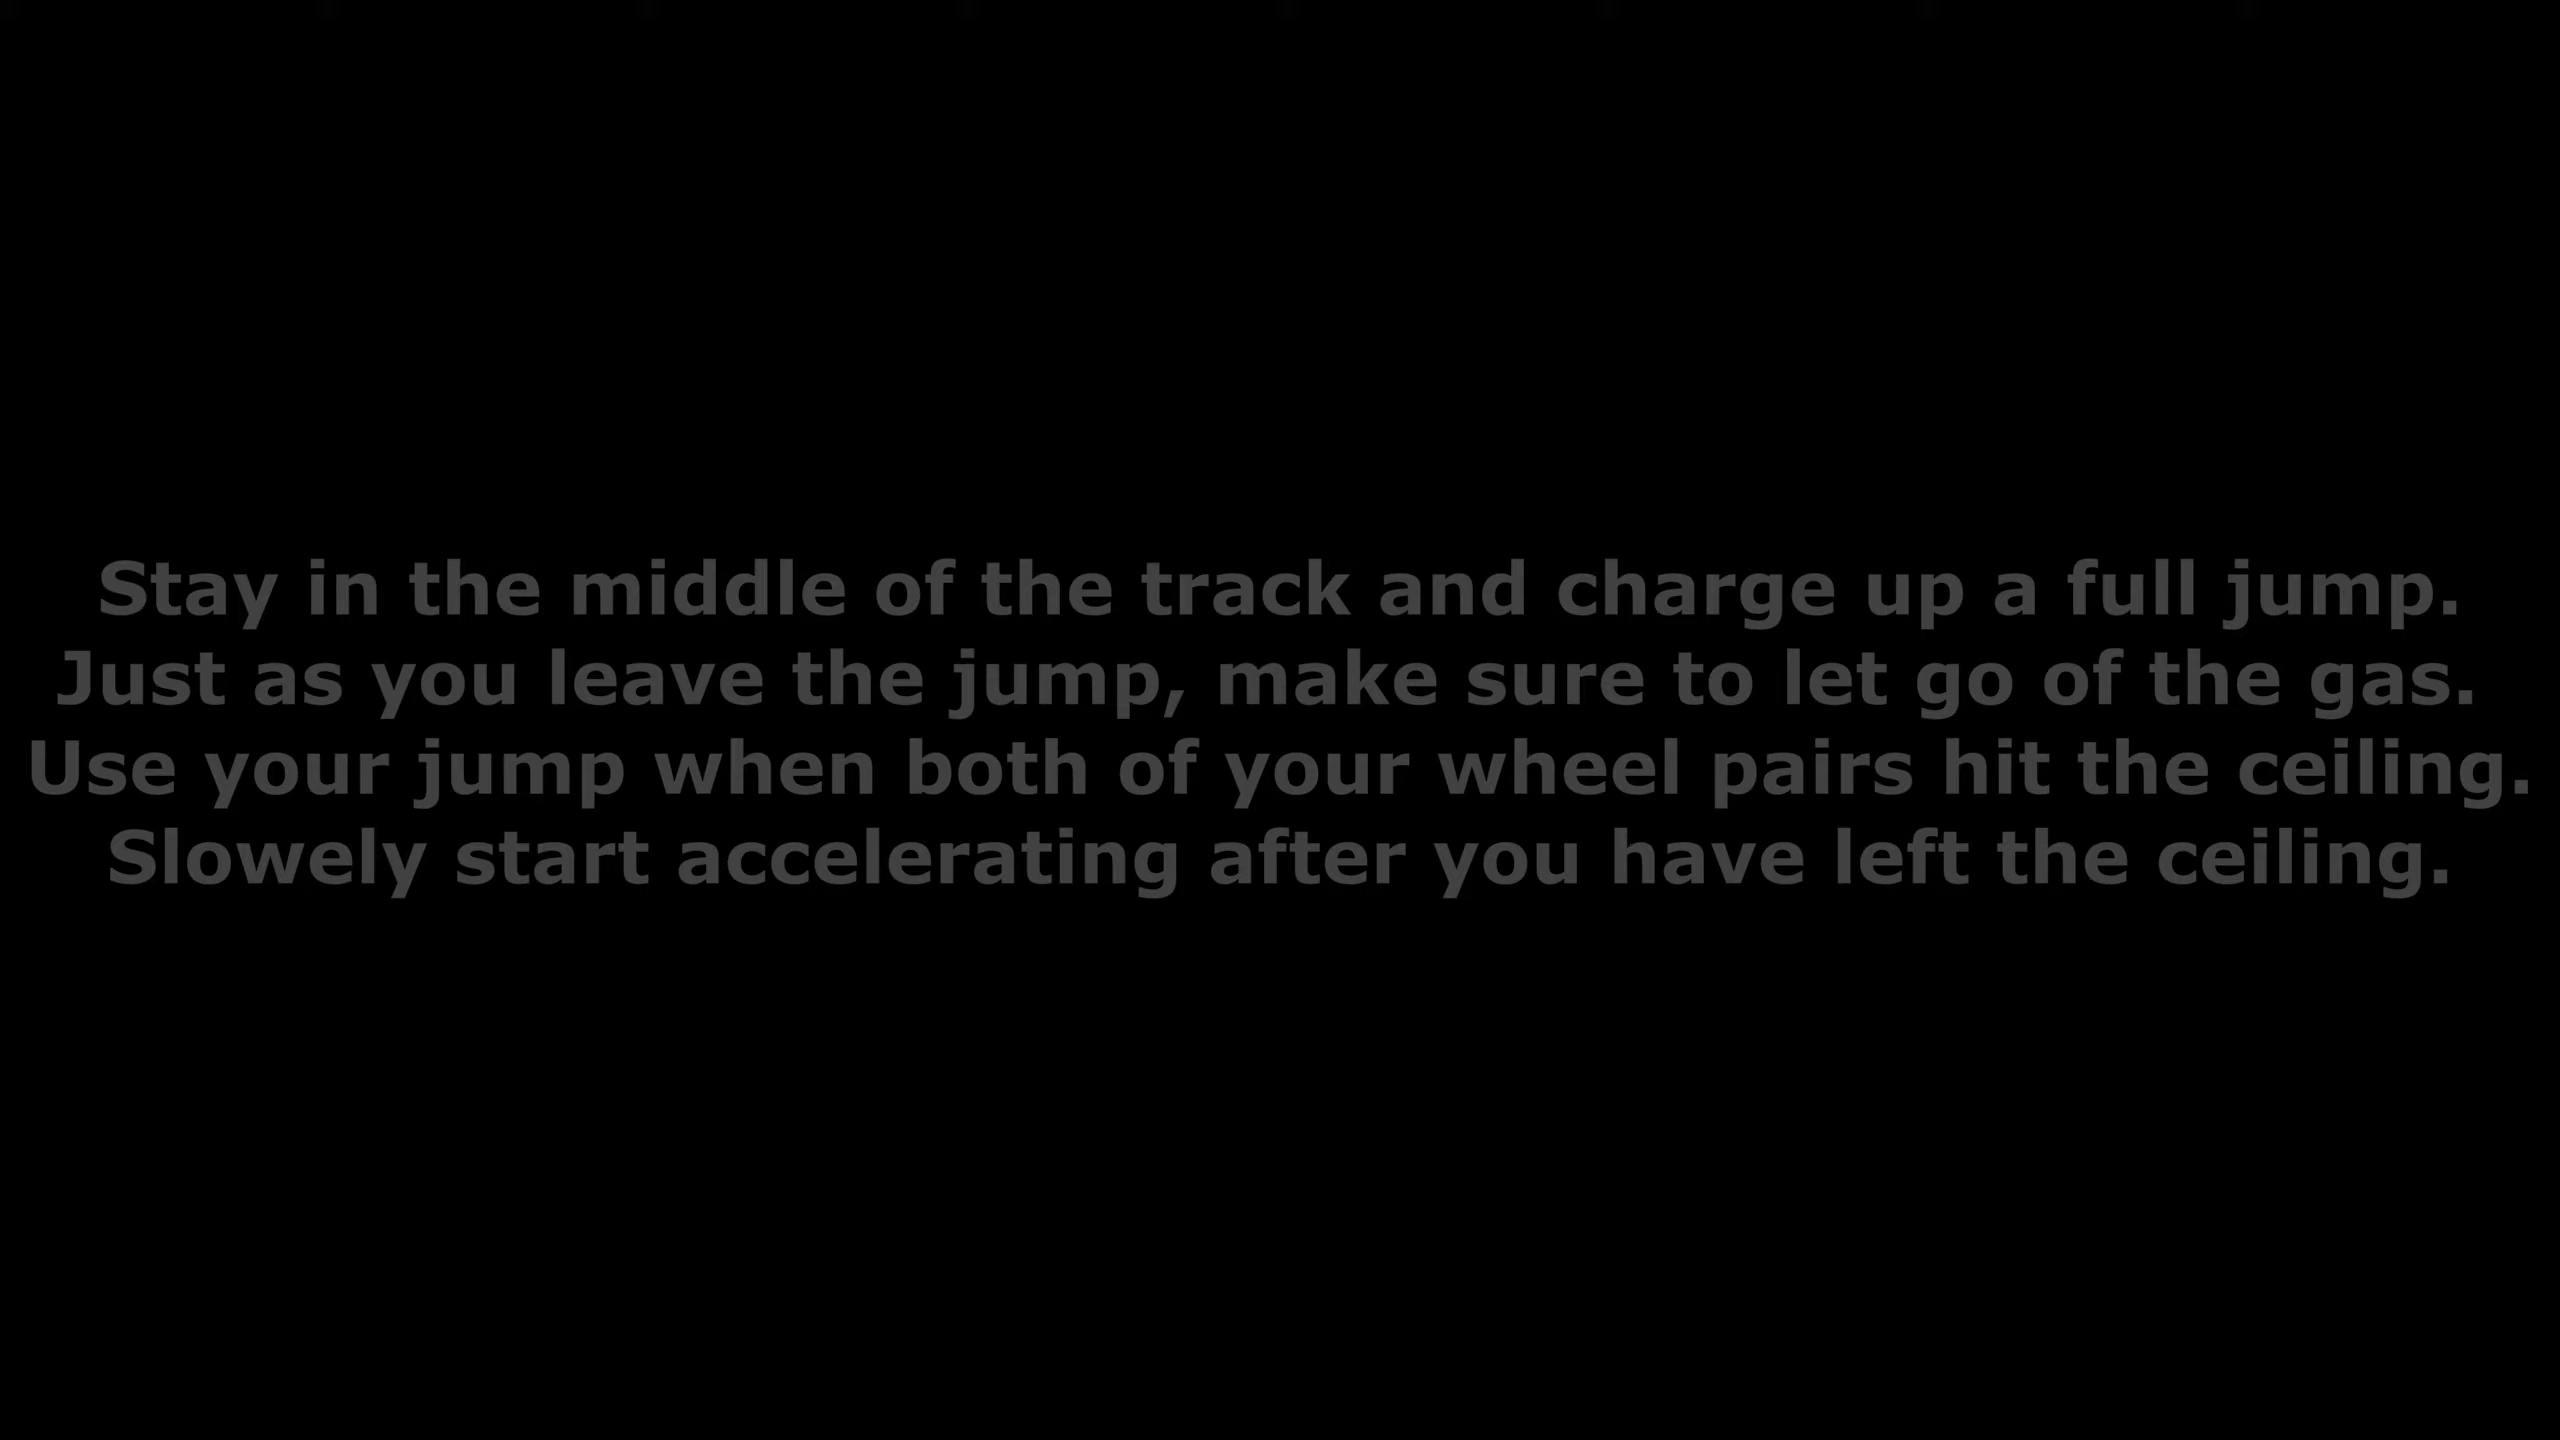 Stay in the middle of the track and charge up a full jump.
Just as you leave the jump, make sure to let go of the gas.
Use your jump when both of your wheel pairs hit the ceiling.
Slowely start accelerating after you have left the ceiling.